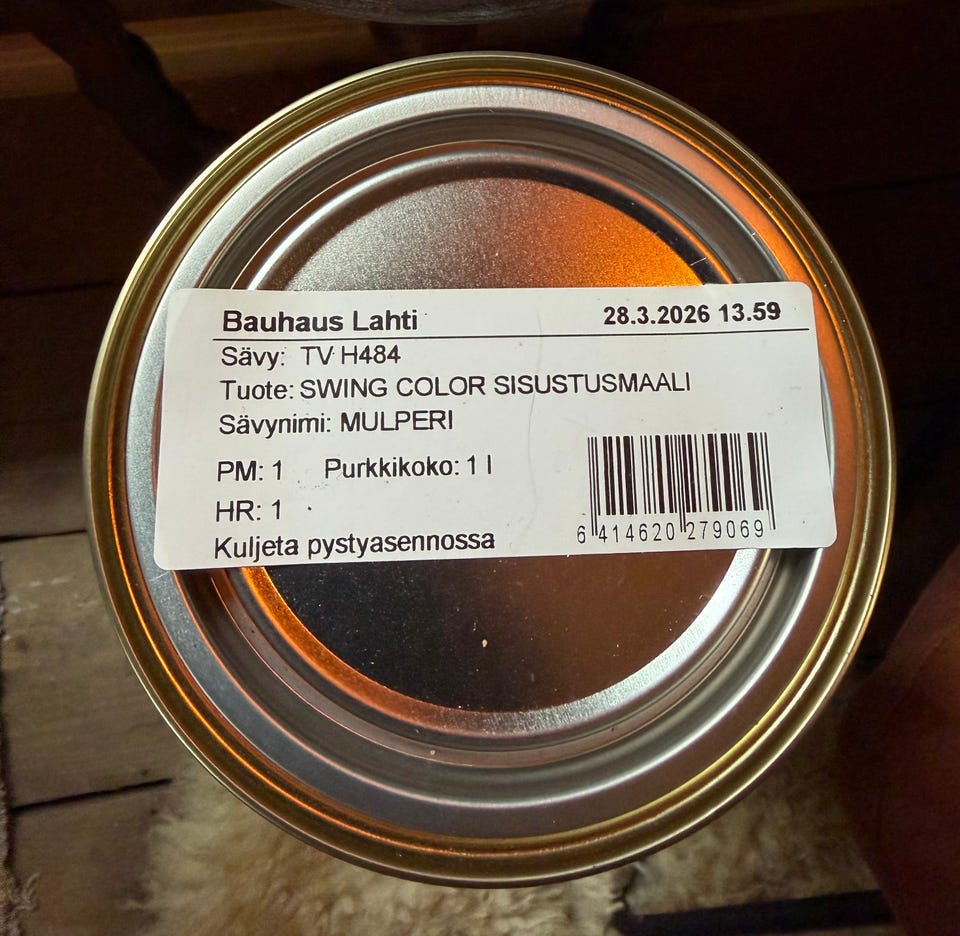 Bauhaus Lahti 28.3.2026 13.59
Sävy: TV H484
Tuote: SWING COLOR SISUSTUSMAALI
Sävynimi: MULPERI
PM: 1 Purkkikoko: 1 l
HR: 1
Kuljeta pystyasennossa
6 414620 279069